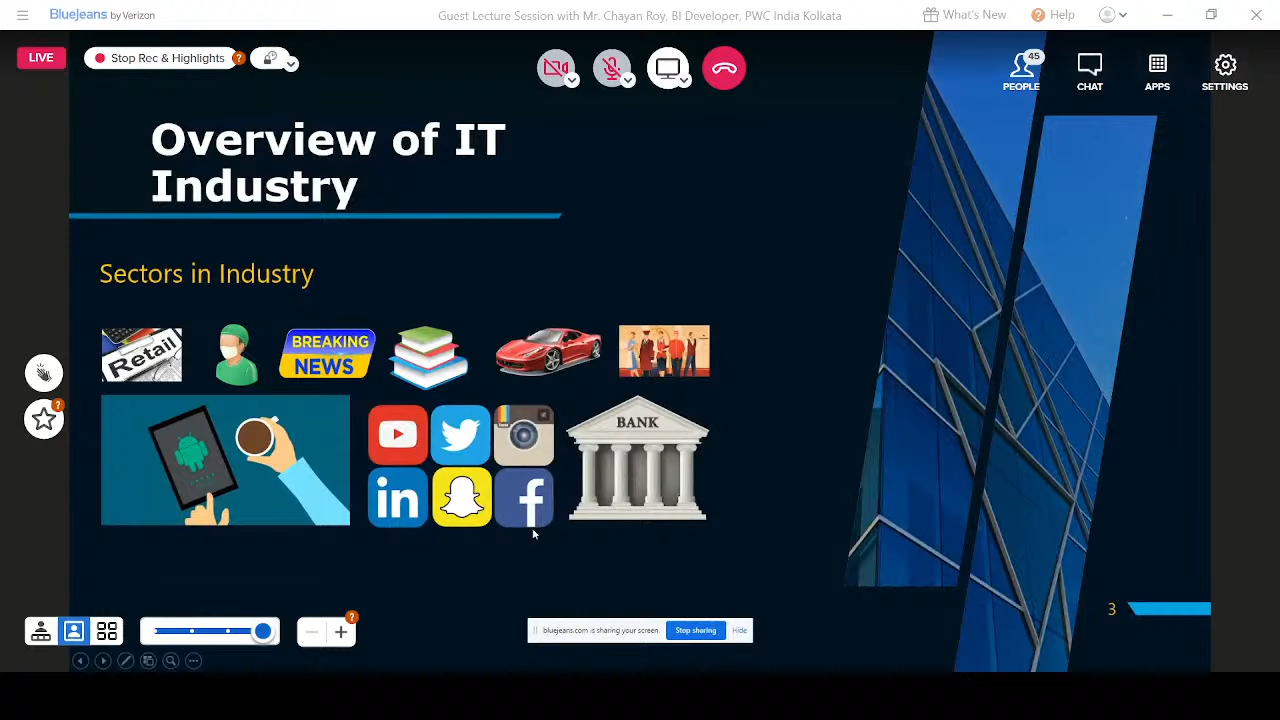 BlueJeans by Verizon
Guest Lecture Session with Mr. Chayan Roy, BI Developer, PWC India Kolkata
What's New
? Help
LIVE
Stop Rec & Highlights
?
45
PEOPLE
CHAT
APPS
SETTINGS
Overview of IT
Industry
Sectors in Industry
Retail
BREAKING
NEWS
BANK
in
f
?
3
?
bluejeans.com is sharing your screen.
Stop sharing
Hide